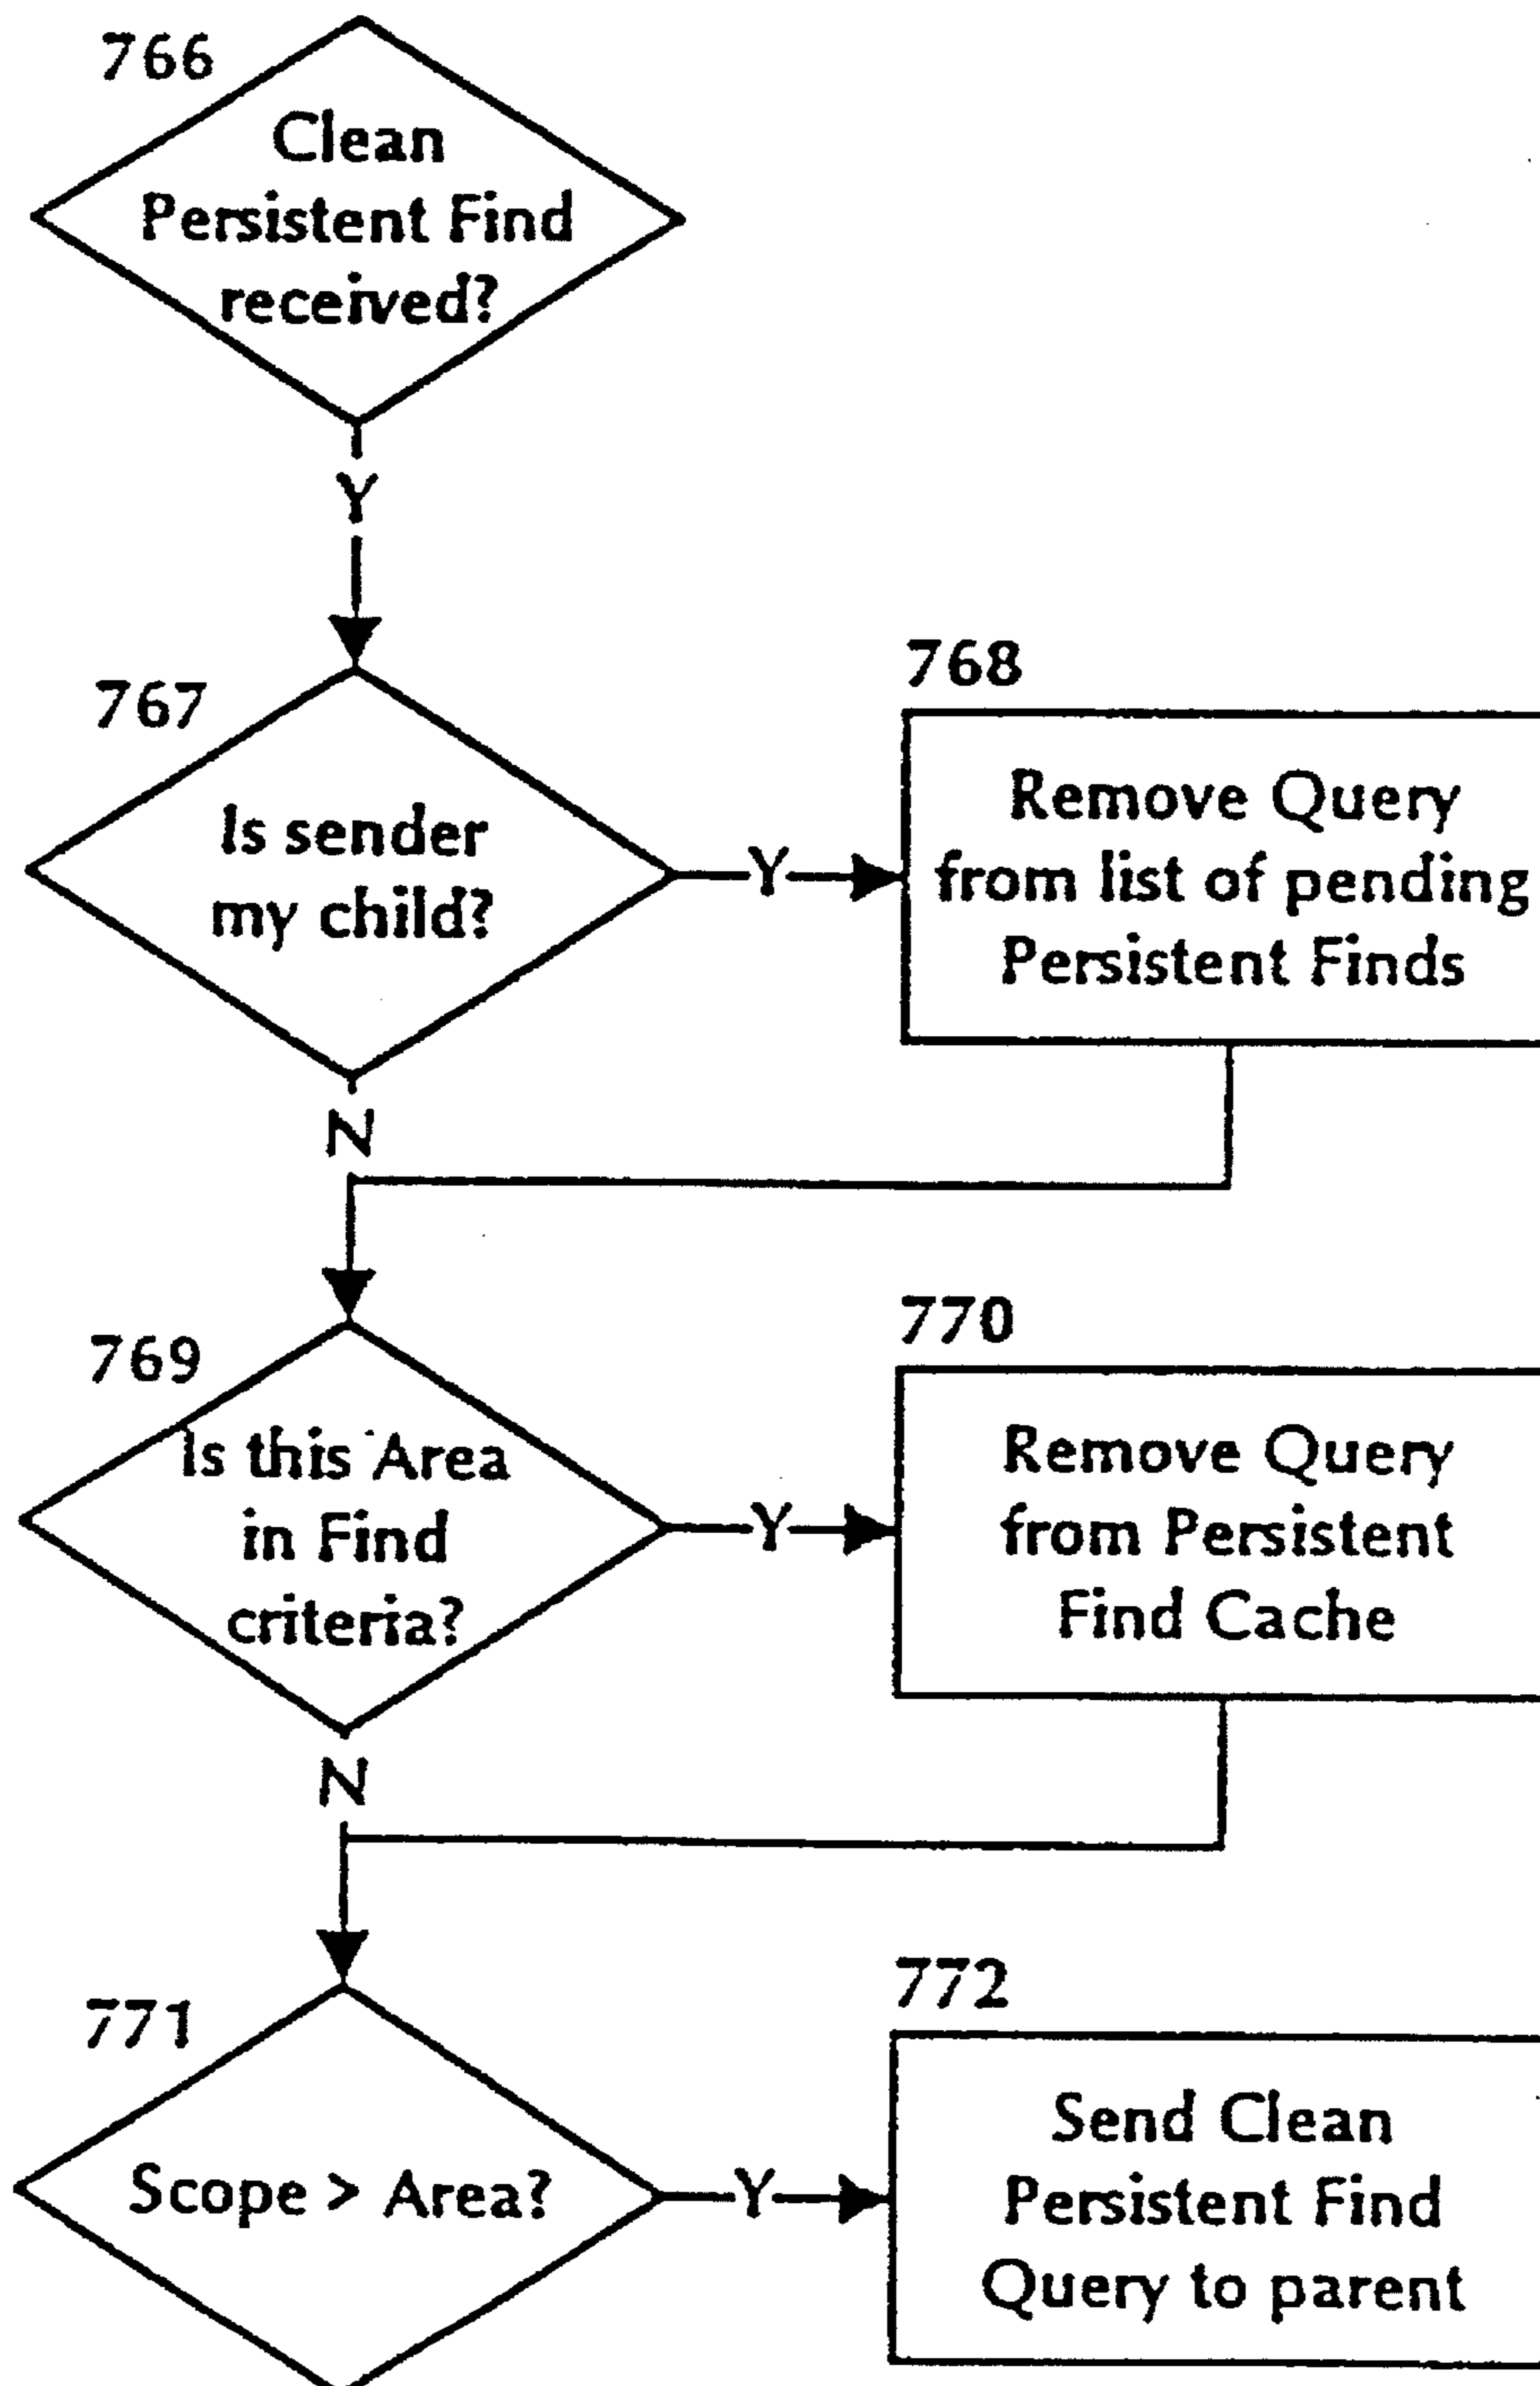 766
Clean
Persistent Find
received?
Y
767
Is sender
my child?
Y
768
Remove Query
from list of pending
Persistent Finds
N
769
Is this Area
in Find
criteria?
Y
770
Remove Query
from Persistent
Find Cache
N
771
Scope > Area?
Y
772
Send Clean
Persistent Find
Query to parent